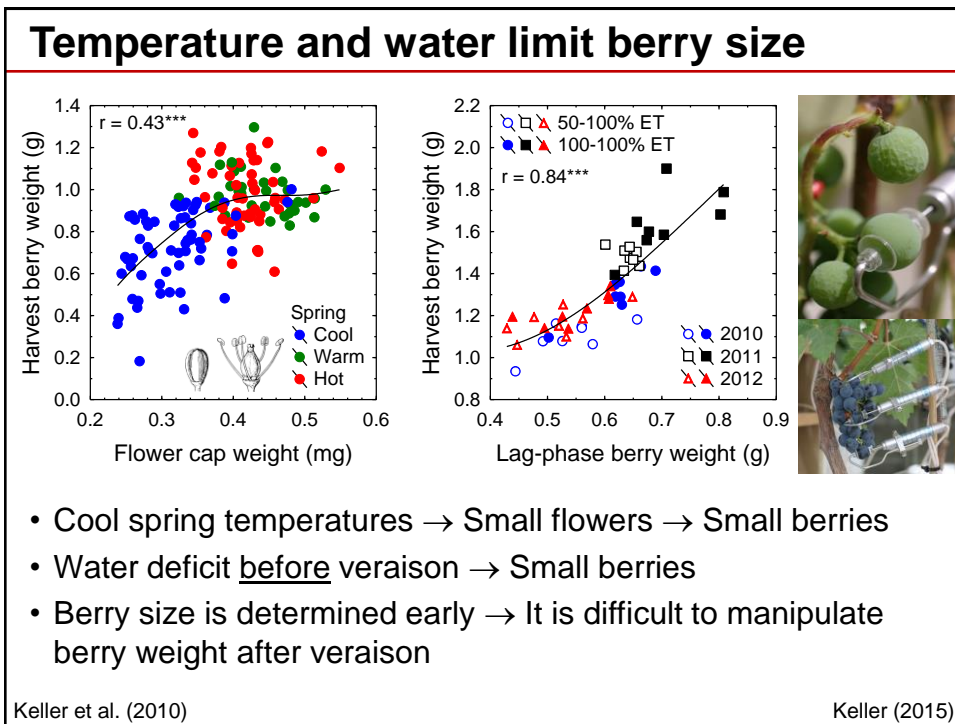 Temperature and water limit berry size
Harvest berry weight (g)
1.4
1.2
1.0
0.8
0.6
0.4
0.2
0.0
r = 0.43***
Spring
Cool
Warm
Hot
0.2 0.3 0.4 0.5 0.6
Flower cap weight (mg)
Harvest berry weight (g)
2.2
2.0
1.8
1.6
1.4
1.2
1.0
0.8
50-100% ET
100-100% ET
r = 0.84***
2010
2011
2012
0.4 0.5 0.6 0.7 0.8 0.9
Lag-phase berry weight (g)
• Cool spring temperatures → Small flowers → Small berries
• Water deficit before veraison → Small berries
• Berry size is determined early → It is difficult to manipulate
berry weight after veraison
Keller et al. (2010)
Keller (2015)